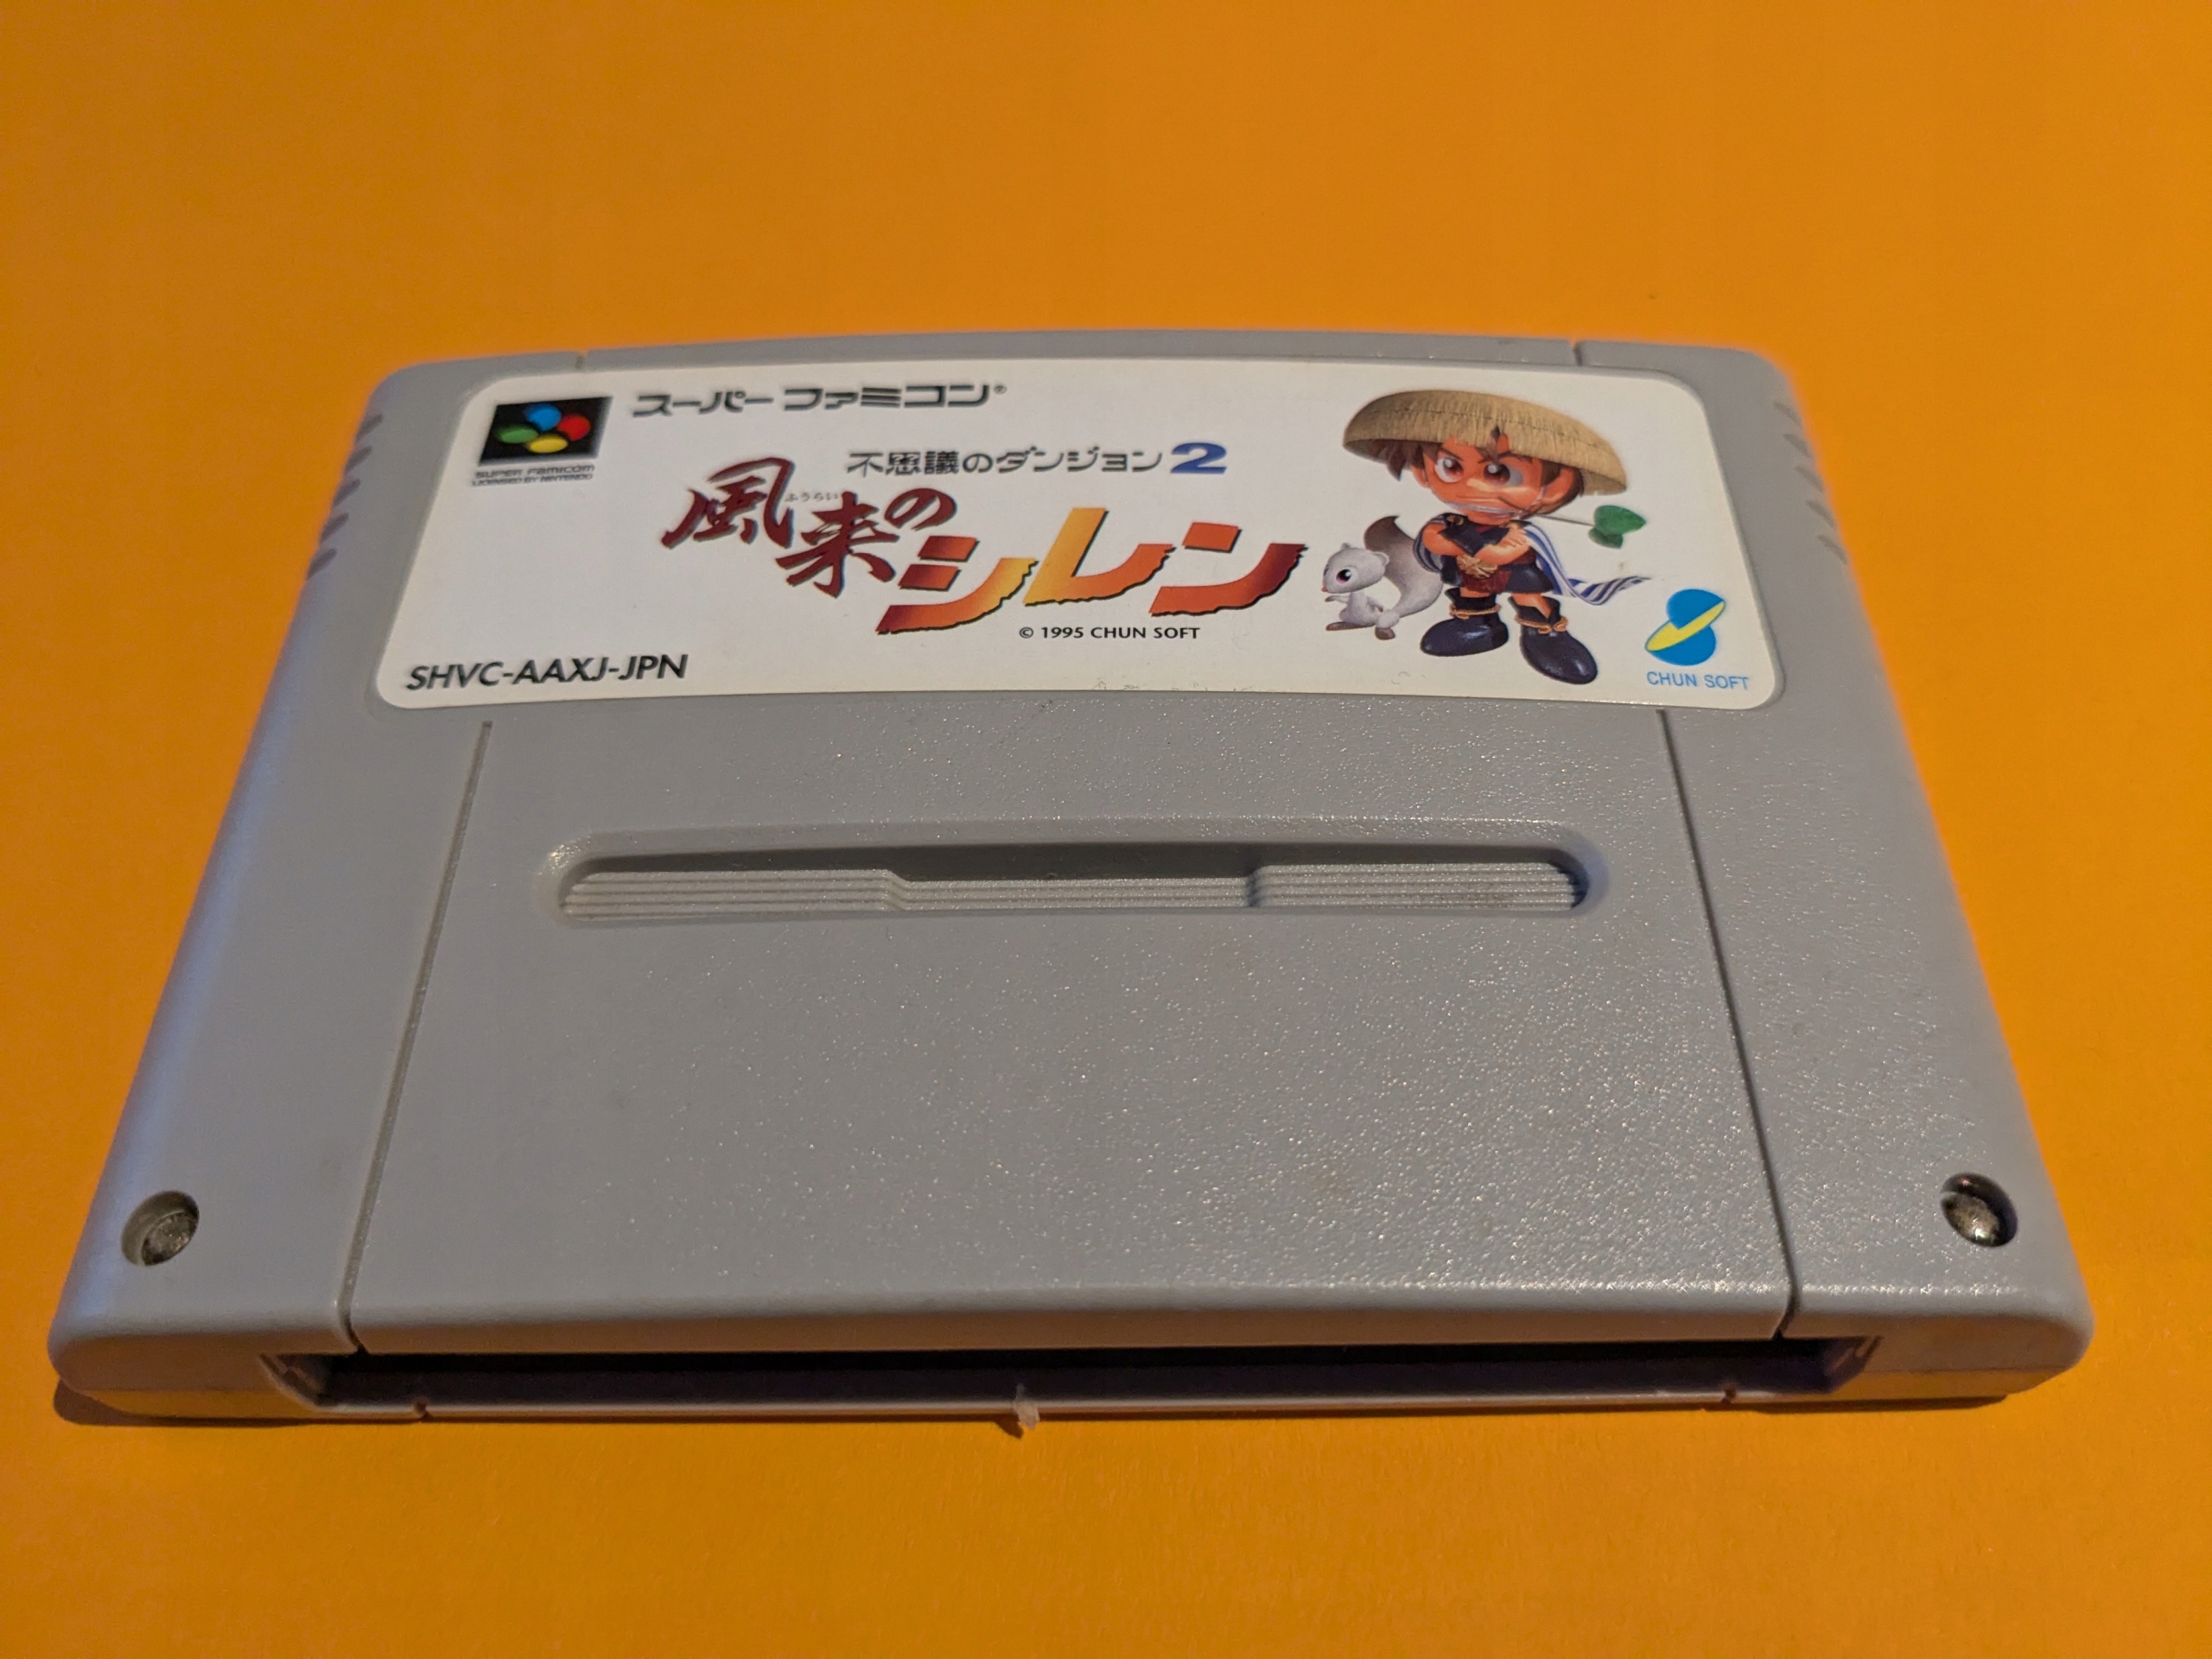 スーパーファミコン®
SUPER FAMICOM
LICENSED BY NINTENDO
不思議のダンジョン2
ふうらい
風来のシレン
© 1995 CHUN SOFT
SHVC-AAXJ-JPN
CHUN SOFT